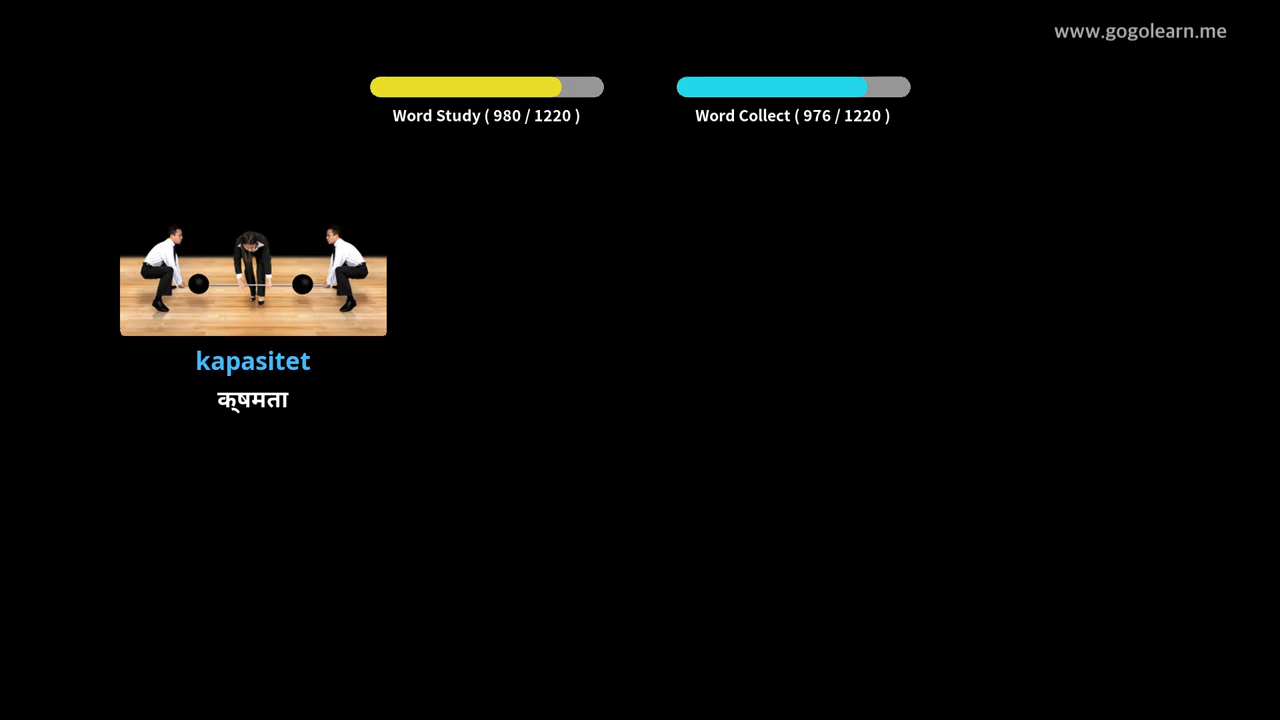 www.gogolearn.me
Word Study ( 980 / 1220 )
Word Collect ( 976 / 1220 )
kapasitet
क्षमता